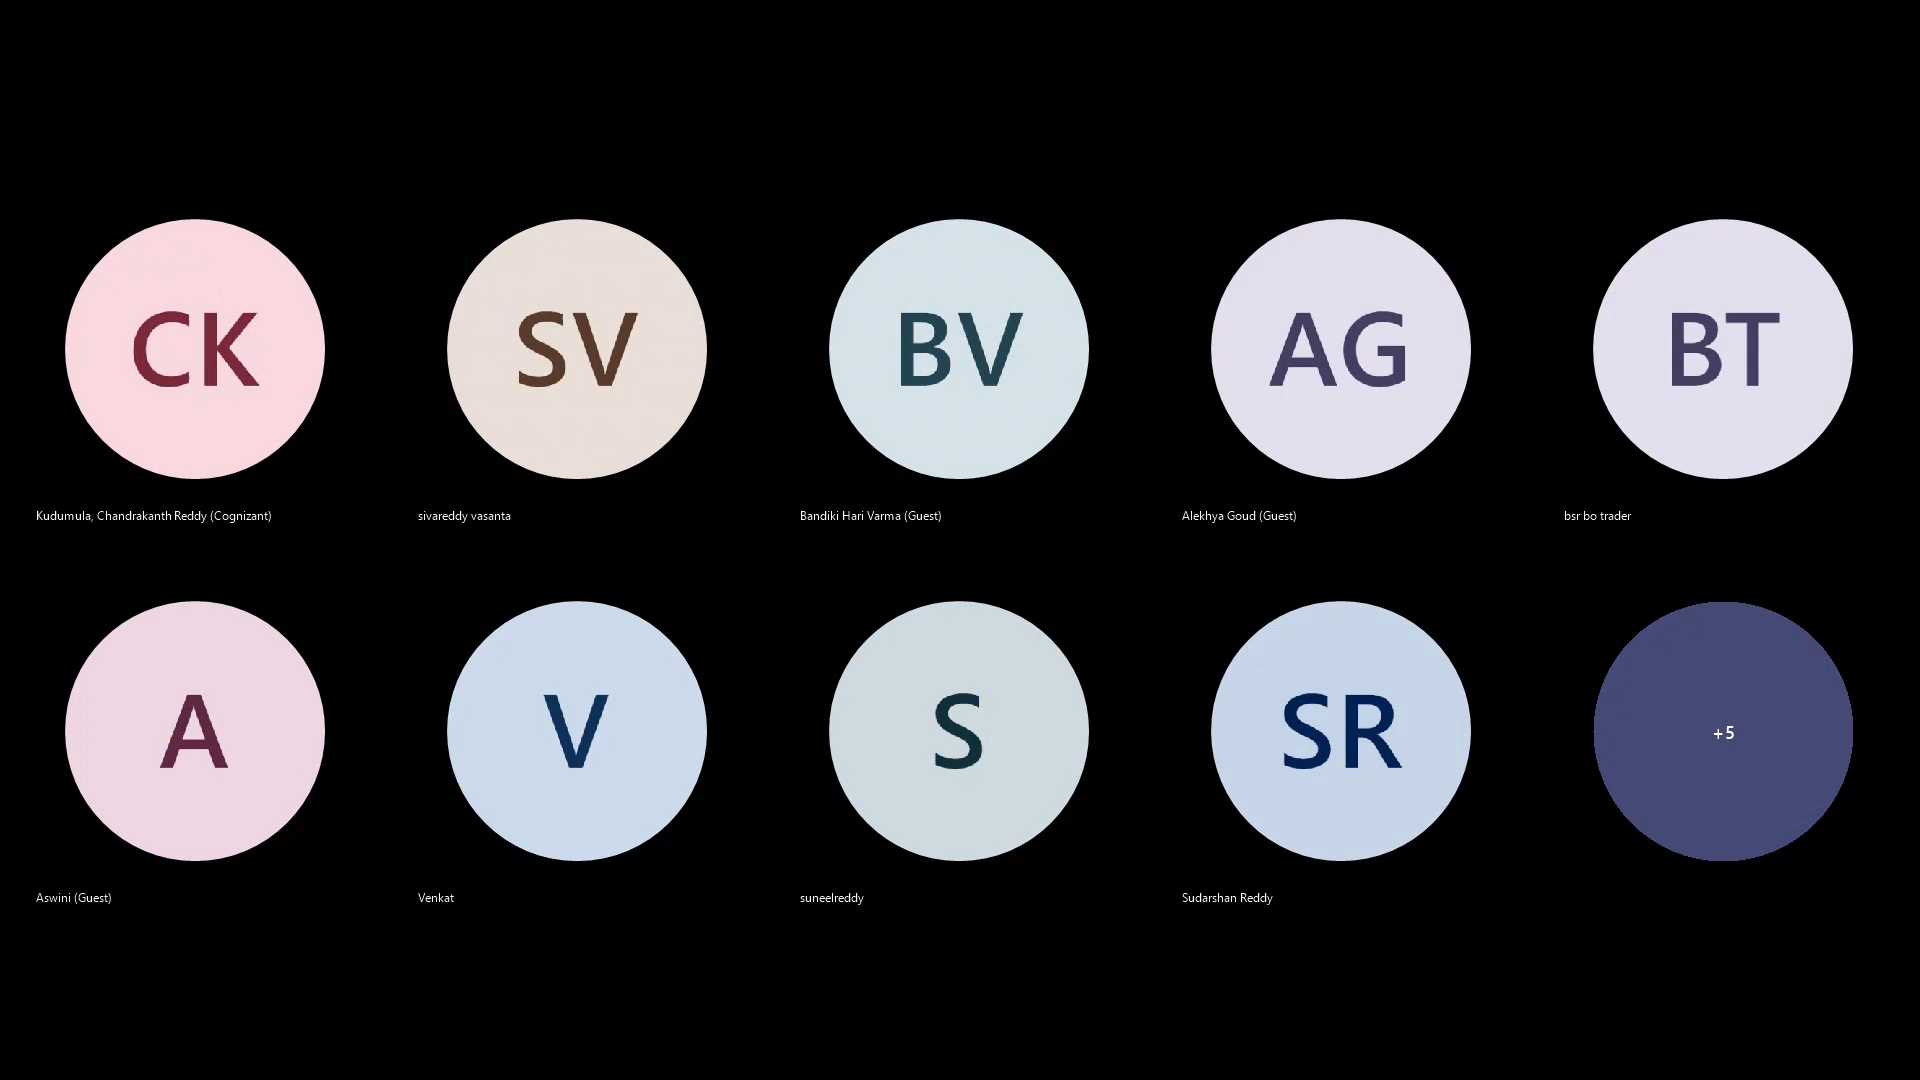 CK
SV
BV
AG
BT
Kudumula, Chandrakanth Reddy (Cognizant)
sivareddy vasanta
Bandiki Hari Varma (Guest)
Alekhya Goud (Guest)
bsr bo trader
A
V
S
SR
+5
Aswini (Guest)
Venkat
suneelreddy
Sudarshan Reddy